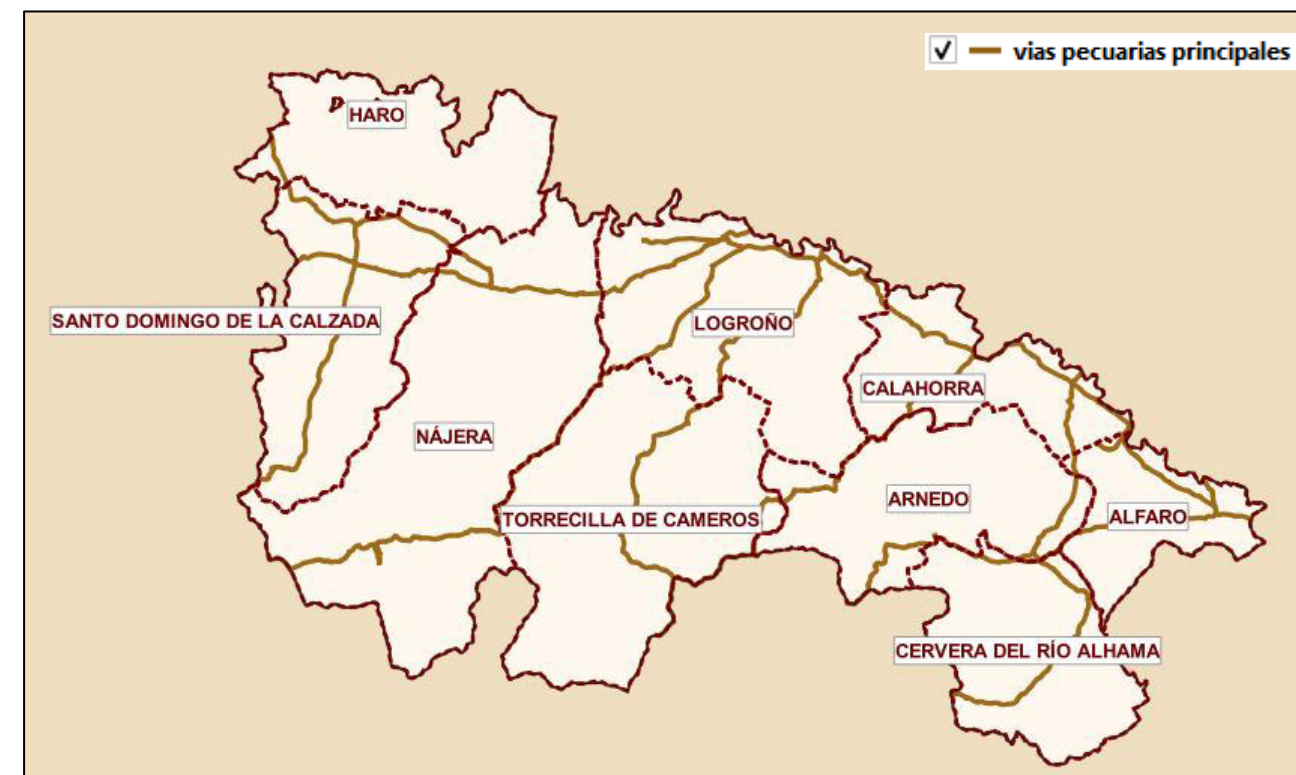 vias pecuarias principales
HARO
SANTO DOMINGO DE LA CALZADA
LOGROÑO
CALAHORRA
NÁJERA
ARNEDO
TORRECILLA DE CAMEROS
ALFARO
CERVERA DEL RÍO ALHAMA